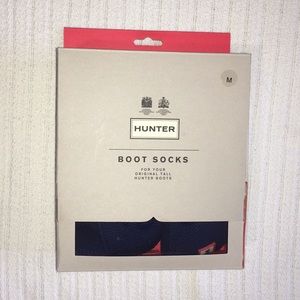 M
HUNTER
BOOT SOCKS
FOR YOUR
ORIGINAL TALL
HUNTER BOOTS